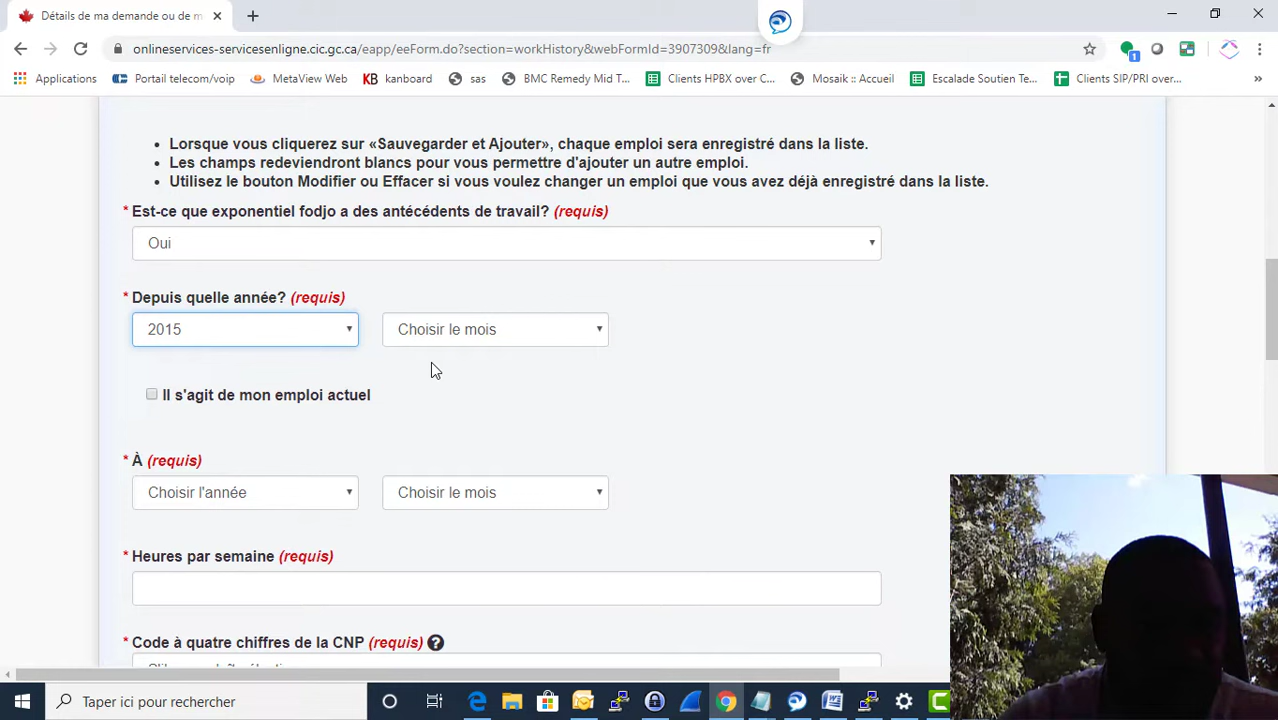 Détails de ma demande ou de m
onlineservices-servicesenligne.cic.gc.ca/eapp/eeForm.do?section=workHistory&webFormId=3907309&lang=fr
Applications Portail telecom/voip MetaView Web KB kanboard sas BMC Remedy Mid T... Clients HPBX over C... Mosaik :: Accueil Escalade Soutien Te... Clients SIP/PRI over... »
• Lorsque vous cliquerez sur «Sauvegarder et Ajouter», chaque emploi sera enregistré dans la liste.
• Les champs redeviendront blancs pour vous permettre d'ajouter un autre emploi.
• Utilisez le bouton Modifier ou Effacer si vous voulez changer un emploi que vous avez déjà enregistré dans la liste.
* Est-ce que exponentiel fodjo a des antécédents de travail? (requis)
Oui
* Depuis quelle année? (requis)
2015 Choisir le mois
Il s'agit de mon emploi actuel
* À (requis)
Choisir l'année Choisir le mois
* Heures par semaine (requis)
* Code à quatre chiffres de la CNP (requis) ?
Taper ici pour rechercher